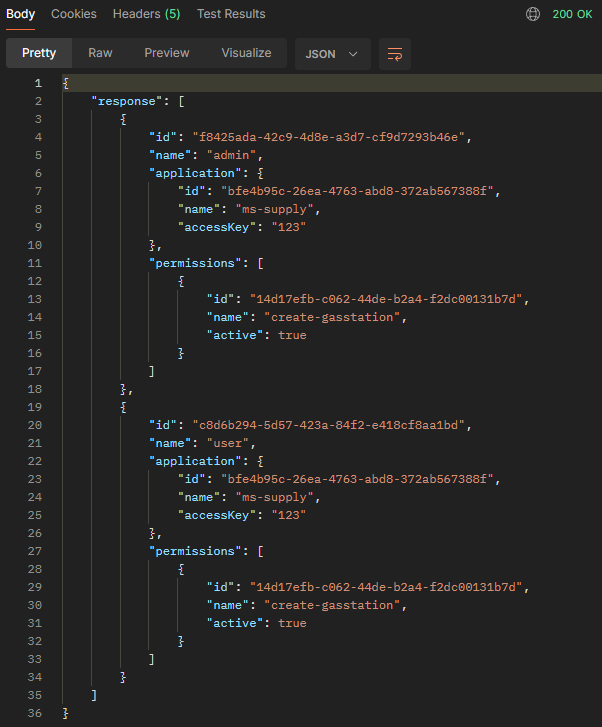 Body Cookies Headers (5) Test Results 200 OK
Pretty Raw Preview Visualize JSON
1 {
2     "response": [
3         {
4             "id": "f8425ada-42c9-4d8e-a3d7-cf9d7293b46e",
5             "name": "admin",
6             "application": {
7                 "id": "bfe4b95c-26ea-4763-abd8-372ab567388f",
8                 "name": "ms-supply",
9                 "accessKey": "123"
10             },
11             "permissions": [
12                 {
13                     "id": "14d17efb-c062-44de-b2a4-f2dc00131b7d",
14                     "name": "create-gasstation",
15                     "active": true
16                 }
17             ]
18         },
19         {
20             "id": "c8d6b294-5d57-423a-84f2-e418cf8aa1bd",
21             "name": "user",
22             "application": {
23                 "id": "bfe4b95c-26ea-4763-abd8-372ab567388f",
24                 "name": "ms-supply",
25                 "accessKey": "123"
26             },
27             "permissions": [
28                 {
29                     "id": "14d17efb-c062-44de-b2a4-f2dc00131b7d",
30                     "name": "create-gasstation",
31                     "active": true
32                 }
33             ]
34         }
35     ]
36 }